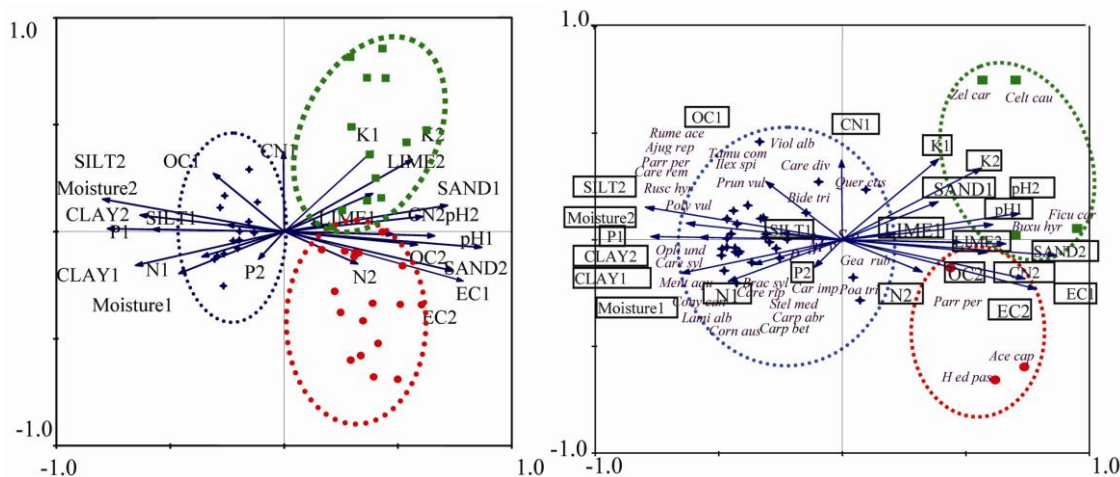 1.0
K1
K2
CN1
OC1
LIME2
SILT2
SAND1
Moisture2
CLAY2
SILT1
LIME1
CN2
pH2
P1
pH1
OC2
CLAY1
N1
P2
N2
SAND2
EC1
Moisture1
EC2
-1.0
-1.0
1.0
1.0
Zel car
Celt cau
OC1
CN1
Rume ace
Viol alb
Ajug rep
Tamu com
K1
Parr per
Ilex spi
Care div
K2
Care rem
Prun vul
Quer cas
SILT2
Rusc hyr
SAND1
pH2
Poly vul
Bide tri
pH1
Moisture2
Ficu car
SILT1
LIME1
Buxu hyr
P1
LIME2
Oplu und
SAND2
CLAY2
Care syl
Gea rub
OC2
CN2
CLAY1
P2
Brac syl
Car imp
Poa tri
N1
Care rip
N2
EC1
Moisture1
Stel med
Parr per
EC2
Lami alb
Carp abr
Corn aus
Carp bet
Ace cap
H ed pas
-1.0
-1.0
1.0